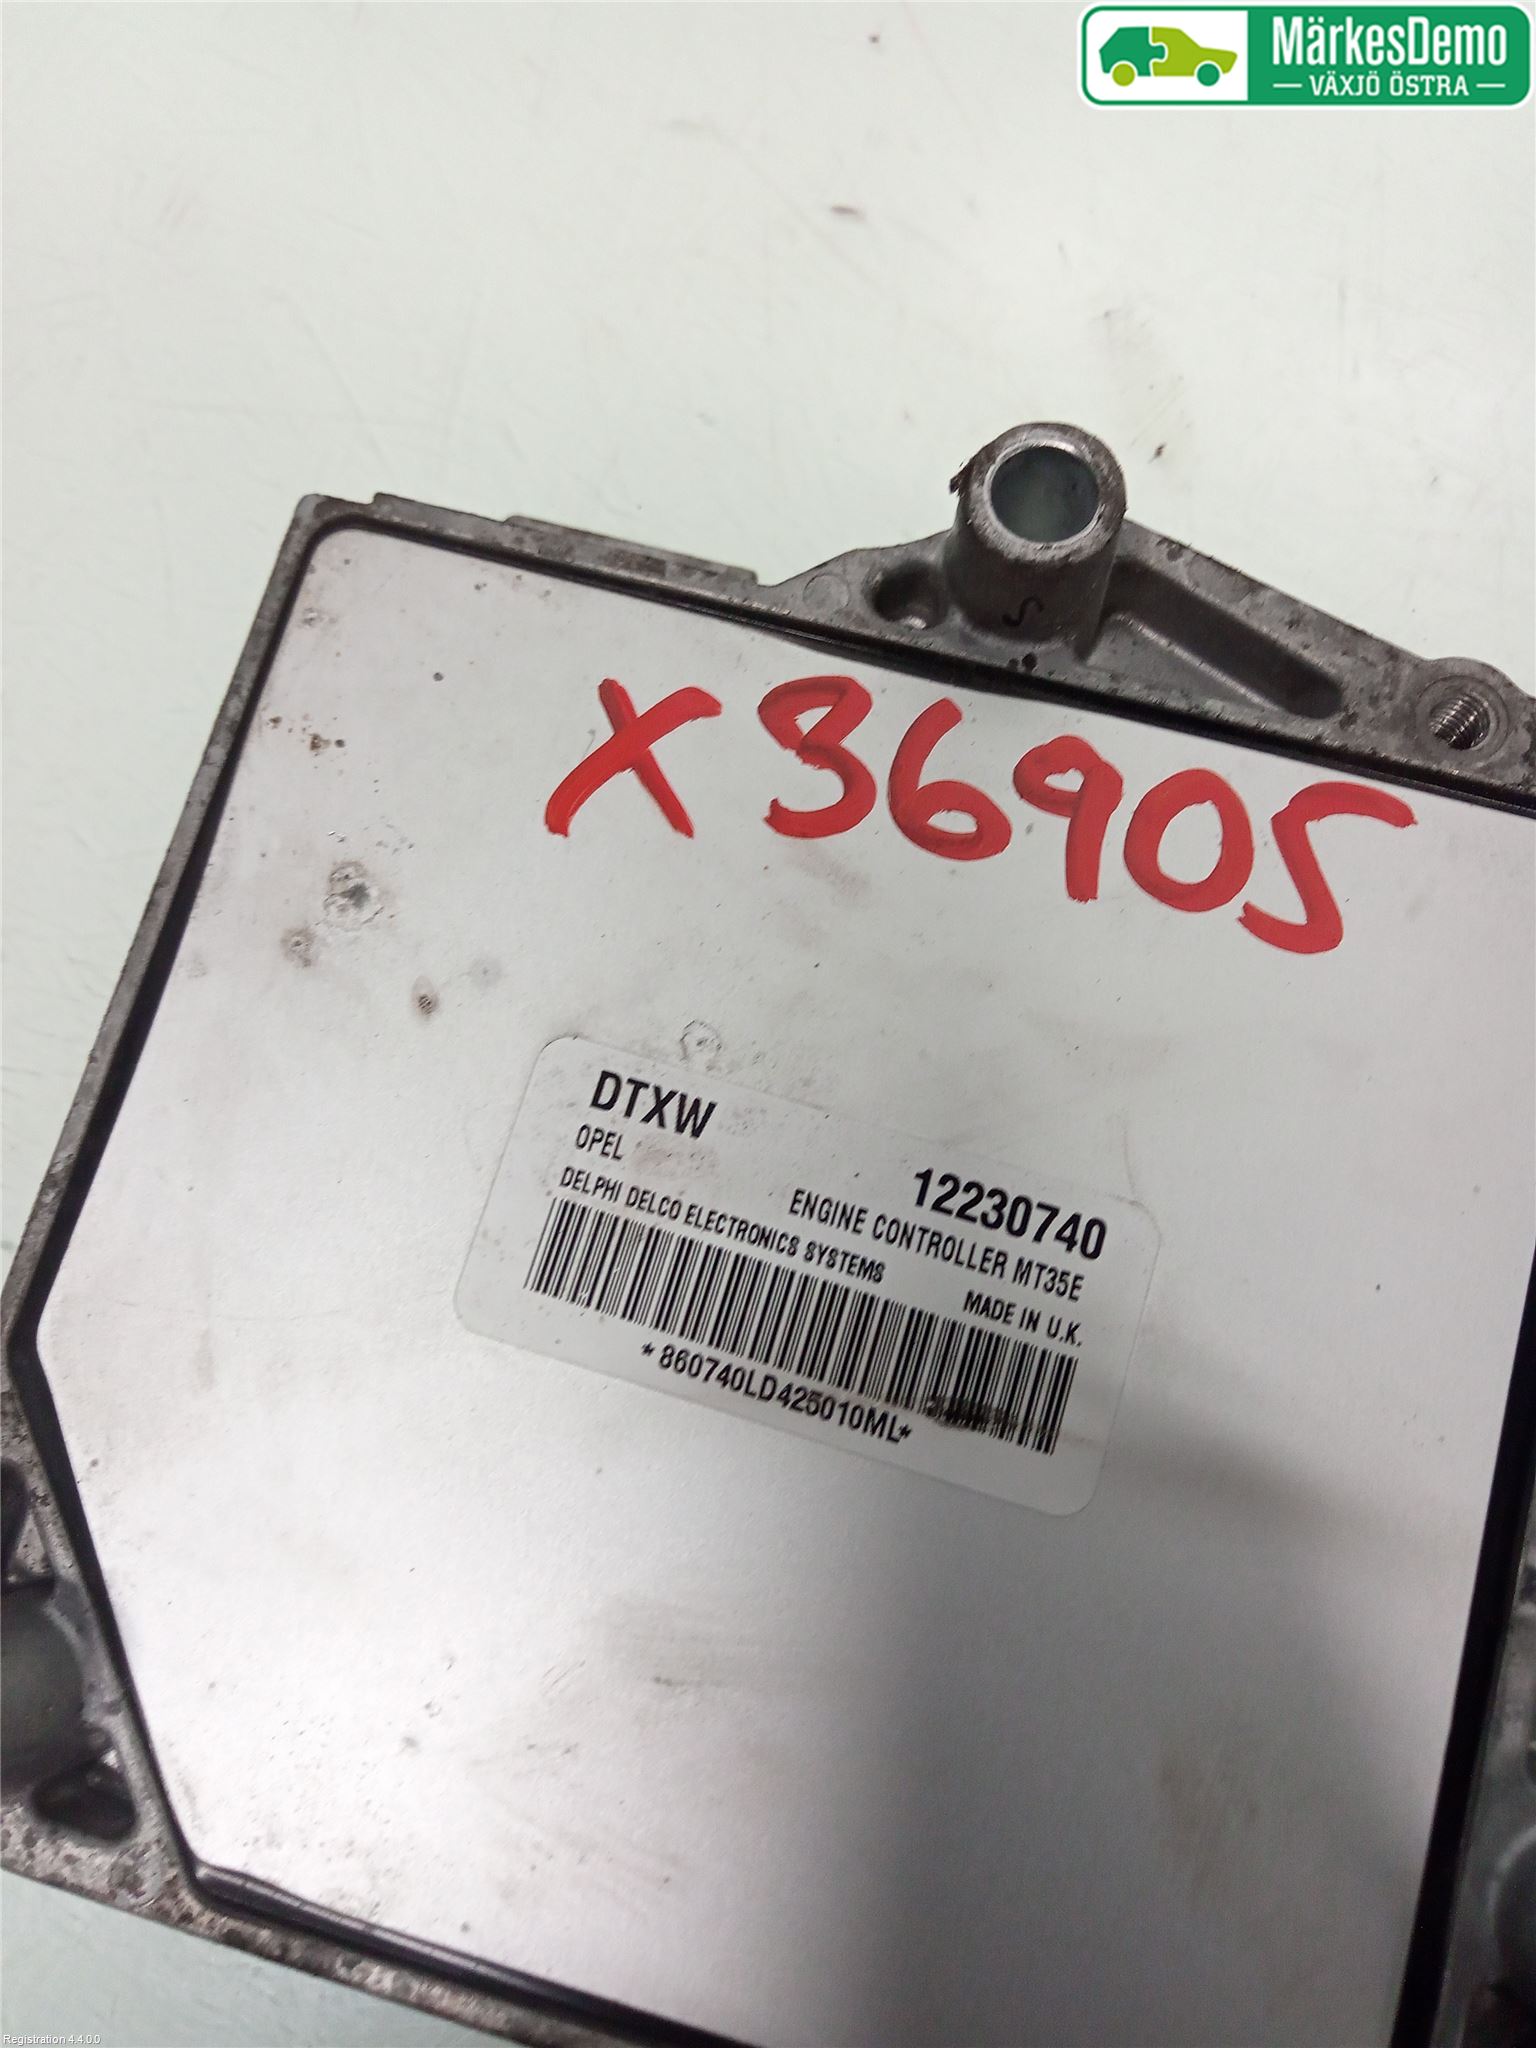 MärkesDemo
VÄXJÖ ÖSTRA
S
X36905
DTXW
OPEL
12230740
ENGINE CONTROLLER MT35E
DELPHI DELCO ELECTRONICS SYSTEMS
MADE IN U.K.
*860740LD425010ML*
Registration 4.4.0.0